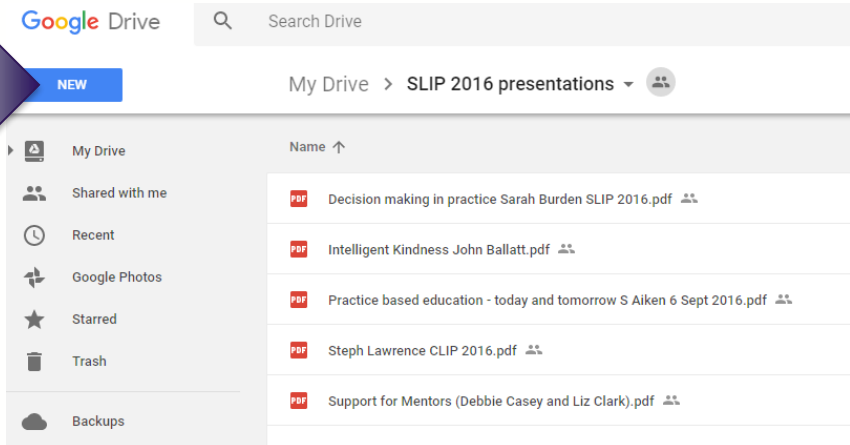 Google Drive
Search Drive
NEW
My Drive > SLIP 2016 presentations
My Drive
Shared with me
Recent
Google Photos
Starred
Trash
Backups
Name ↑
PDF Decision making in practice Sarah Burden SLIP 2016.pdf
PDF Intelligent Kindness John Ballatt.pdf
PDF Practice based education - today and tomorrow S Aiken 6 Sept 2016.pdf
PDF Steph Lawrence CLIP 2016.pdf
PDF Support for Mentors (Debbie Casey and Liz Clark).pdf